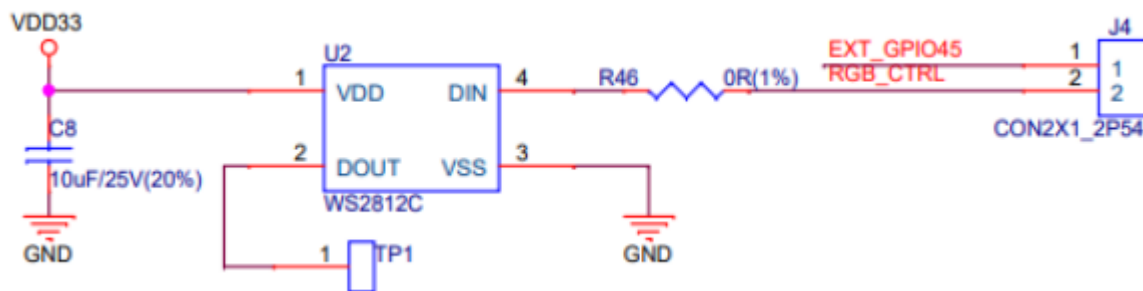 VDD33
U2
J4
EXT_GPIO45
1
1
1
VDD
DIN
4
R46
0R(1%)
RGB_CTRL
2
2
C8
CON2X1_2P54
2
DOUT
VSS
3
10uF/25V(20%)
WS2812C
GND
1
TP1
GND